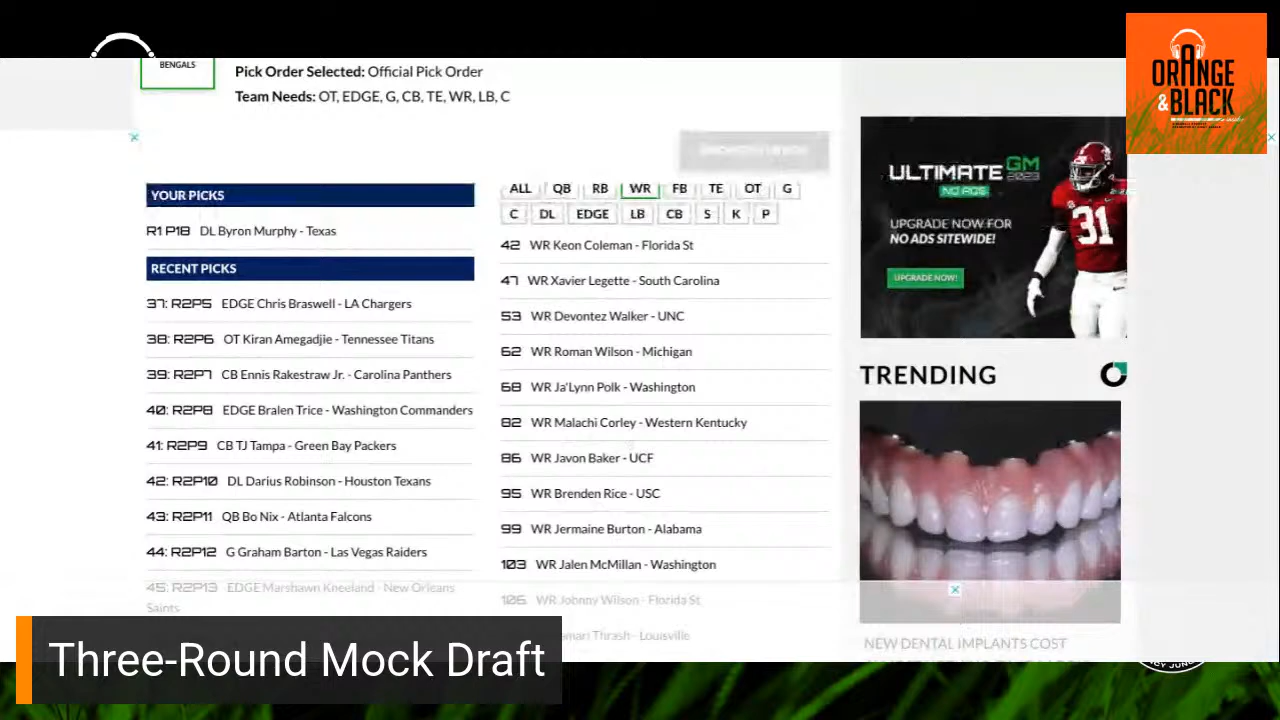 BENGALS
Pick Order Selected: Official Pick Order
Team Needs: OT, EDGE, G, CB, TE, WR, LB, C
ORANGE
& BLACK
YOUR PICKS
R1 P18 DL Byron Murphy - Texas
RECENT PICKS
37: R2P5 EDGE Chris Braswell - LA Chargers
38: R2P6 OT Kiran Amegadjie - Tennessee Titans
39: R2P7 CB Ennis Rakestraw Jr. - Carolina Panthers
40: R2P8 EDGE Bralen Trice - Washington Commanders
41: R2P9 CB TJ Tampa - Green Bay Packers
42: R2P10 DL Darius Robinson - Houston Texans
43: R2P11 QB Bo Nix - Atlanta Falcons
44: R2P12 G Graham Barton - Las Vegas Raiders
45: R2P13 EDGE Marshawn Kneeland - New Orleans
Saints
ALL QB RB WR FB TE OT G
C DL EDGE LB CB S K P
42 WR Keon Coleman - Florida St
47 WR Xavier Legette - South Carolina
53 WR Devontez Walker - UNC
62 WR Roman Wilson - Michigan
68 WR Ja'Lynn Polk - Washington
82 WR Malachi Corley - Western Kentucky
86 WR Javon Baker - UCF
95 WR Brenden Rice - USC
99 WR Jermaine Burton - Alabama
103 WR Jalen McMillan - Washington
106 WR Johnny Wilson - Florida St
Thrash - Louisville
ULTIMATE GM
2023
NO ADS
UPGRADE NOW FOR
NO ADS SITEWIDE!
UPGRADE NOW!
31
TRENDING
NEW DENTAL IMPLANTS COST
Three-Round Mock Draft